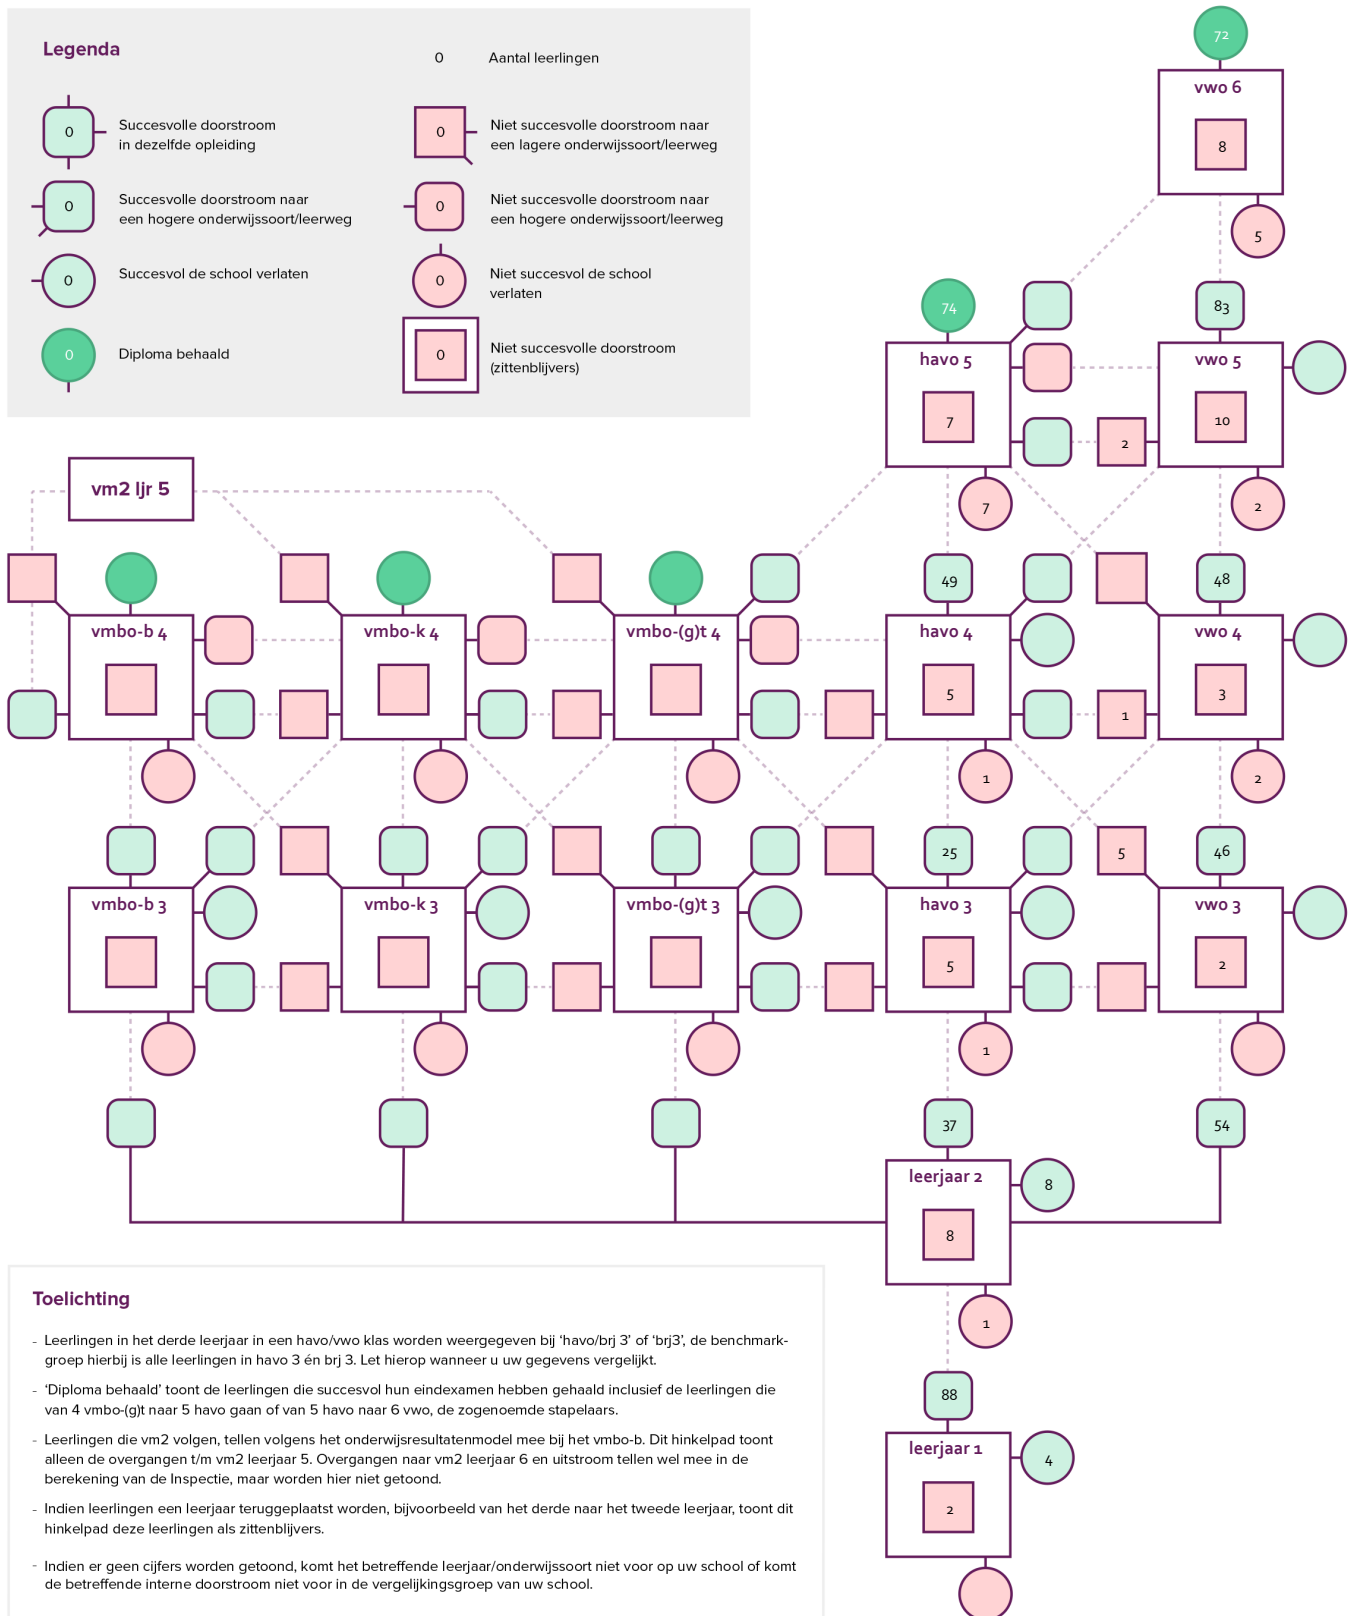 Legenda
0 Aantal leerlingen
0 Succesvolle doorstroom
in dezelfde opleiding
0 Niet succesvolle doorstroom naar
een lagere onderwijssoort/leerweg
0 Succesvolle doorstroom naar
een hogere onderwijssoort/leerweg
0 Niet succesvolle doorstroom naar
een hogere onderwijssoort/leerweg
0 Succesvol de school verlaten
0 Niet succesvol de school
verlaten
0 Diploma behaald
0 Niet succesvolle doorstroom
(zittenblijvers)
72
vwo 6
8
5
74
83
havo 5
vwo 5
7
10
2
7
2
vm2 ljr 5
49
48
vmbo-b 4
vmbo-k 4
vmbo-(g)t 4
havo 4
vwo 4
5
3
1
1
2
25
5
46
vmbo-b 3
vmbo-k 3
vmbo-(g)t 3
havo 3
vwo 3
5
2
1
37
54
leerjaar 2
8
8
1
88
leerjaar 1
4
2
Toelichting
- Leerlingen in het derde leerjaar in een havo/vwo klas worden weergegeven bij ‘havo/brj 3’ of ‘brj3’, de benchmark-
groep hierbij is alle leerlingen in havo 3 én brj 3. Let hierop wanneer u uw gegevens vergelijkt.
- ‘Diploma behaald’ toont de leerlingen die succesvol hun eindexamen hebben gehaald inclusief de leerlingen die
van 4 vmbo-(g)t naar 5 havo gaan of van 5 havo naar 6 vwo, de zogenoemde stapelaars.
- Leerlingen die vm2 volgen, tellen volgens het onderwijsresultatenmodel mee bij het vmbo-b. Dit hinkelpad toont
alleen de overgangen t/m vm2 leerjaar 5. Overgangen naar vm2 leerjaar 6 en uitstroom tellen wel mee in de
berekening van de Inspectie, maar worden hier niet getoond.
- Indien leerlingen een leerjaar teruggeplaatst worden, bijvoorbeeld van het derde naar het tweede leerjaar, toont dit
hinkelpad deze leerlingen als zittenblijvers.
- Indien er geen cijfers worden getoond, komt het betreffende leerjaar/onderwijssoort niet voor op uw school of komt
de betreffende interne doorstroom niet voor in de vergelijkingsgroep van uw school.